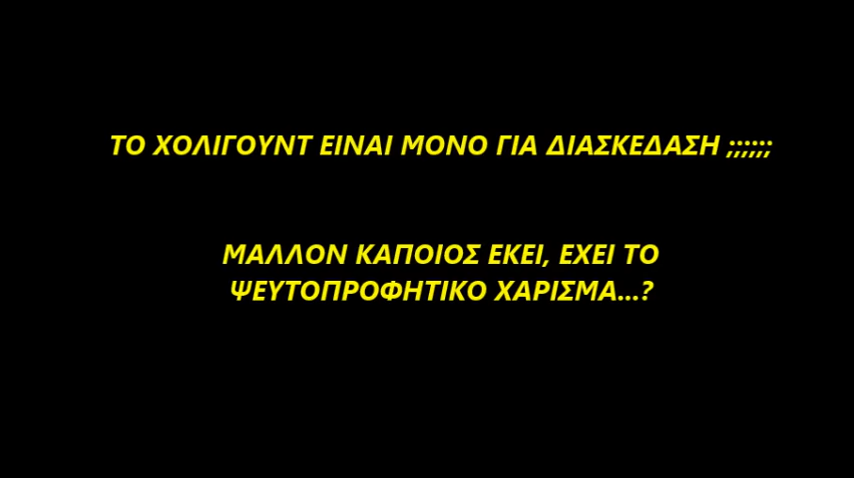 ΤΟ ΧΟΛΙΓΟΥΝΤ ΕΙΝΑΙ ΜΟΝΟ ΓΙΑ ΔΙΑΣΚΕΔΑΣΗ ;;;;;;
ΜΑΛΛΟΝ ΚΑΠΟΙΟΣ ΕΚΕΙ, ΕΧΕΙ ΤΟ
ΨΕΥΤΟΠΡΟΦΗΤΙΚΟ ΧΑΡΙΣΜΑ...?